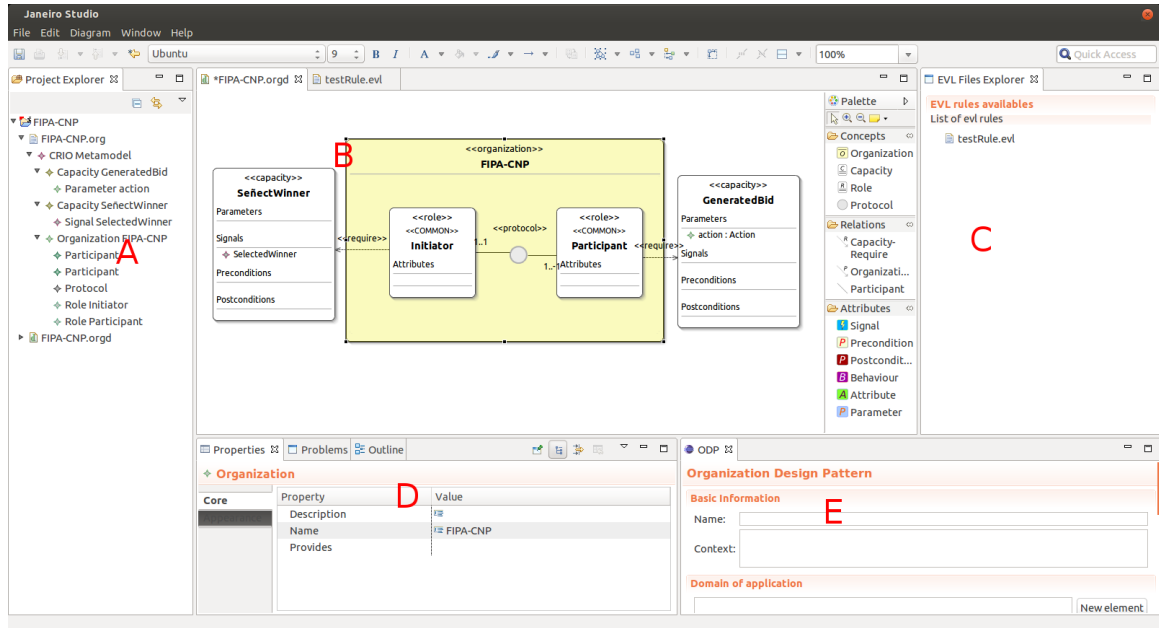 Janeiro Studio
File Edit Diagram Window Help
Ubuntu 9 B I A 100% Quick Access
Project Explorer
FIPA-CNP
FIPA-CNP.org
CRIO Metamodel
Capacity GeneratedBid
Parameter action
Capacity SeñectWinner
Signal SelectedWinner
Organization FIPA-CNP
Participant
Participant
Protocol
Role Initiator
Role Participant
FIPA-CNP.orgd
A
*FIPA-CNP.orgd testRule.evl
B
<<organization>>
FIPA-CNP
<<capacity>>
SeñectWinner
Parameters
Signals
SelectedWinner
Preconditions
Postconditions
<<require>>
<<role>>
<<COMMON>>
Initiator
Attributes
1..1
<<protocol>>
1..-1
<<role>>
<<COMMON>>
Participant
Attributes
<<require>>
<<capacity>>
GeneratedBid
Parameters
action : Action
Signals
Preconditions
Postconditions
Palette
Concepts
Organization
Capacity
Role
Protocol
Relations
Capacity-
Require
Organizati...
Participant
Attributes
Signal
Precondition
Postcondit...
Behaviour
Attribute
Parameter
EVL Files Explorer
EVL rules availables
List of evl rules
testRule.evl
C
Properties Problems Outline
Organization
Core
D
Property Value
Description
Name FIPA-CNP
Provides
ODP
Organization Design Pattern
Basic Information
E
Name:
Context:
Domain of application
New element